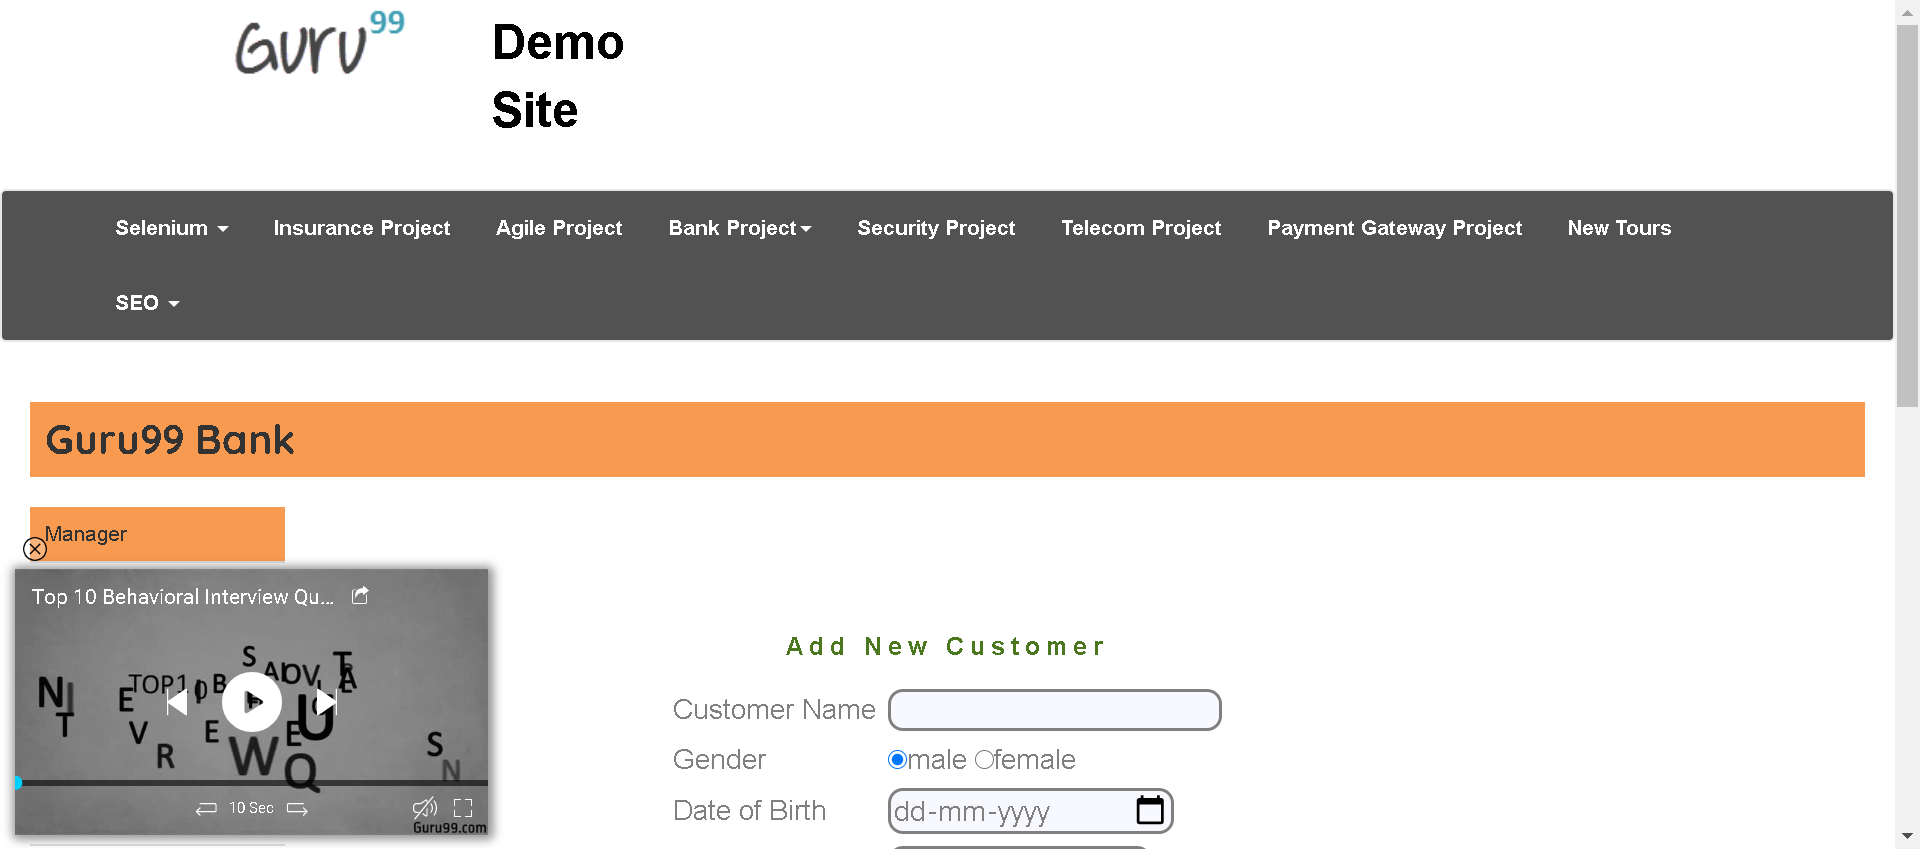 Guru99
Demo
Site
Selenium Insurance Project Agile Project Bank Project Security Project Telecom Project Payment Gateway Project New Tours
SEO
Guru99 Bank
Manager
Top 10 Behavioral Interview Qu...
Add New Customer
Customer Name
Gender male female
Date of Birth dd-mm-yyyy
10 Sec
Guru99.com